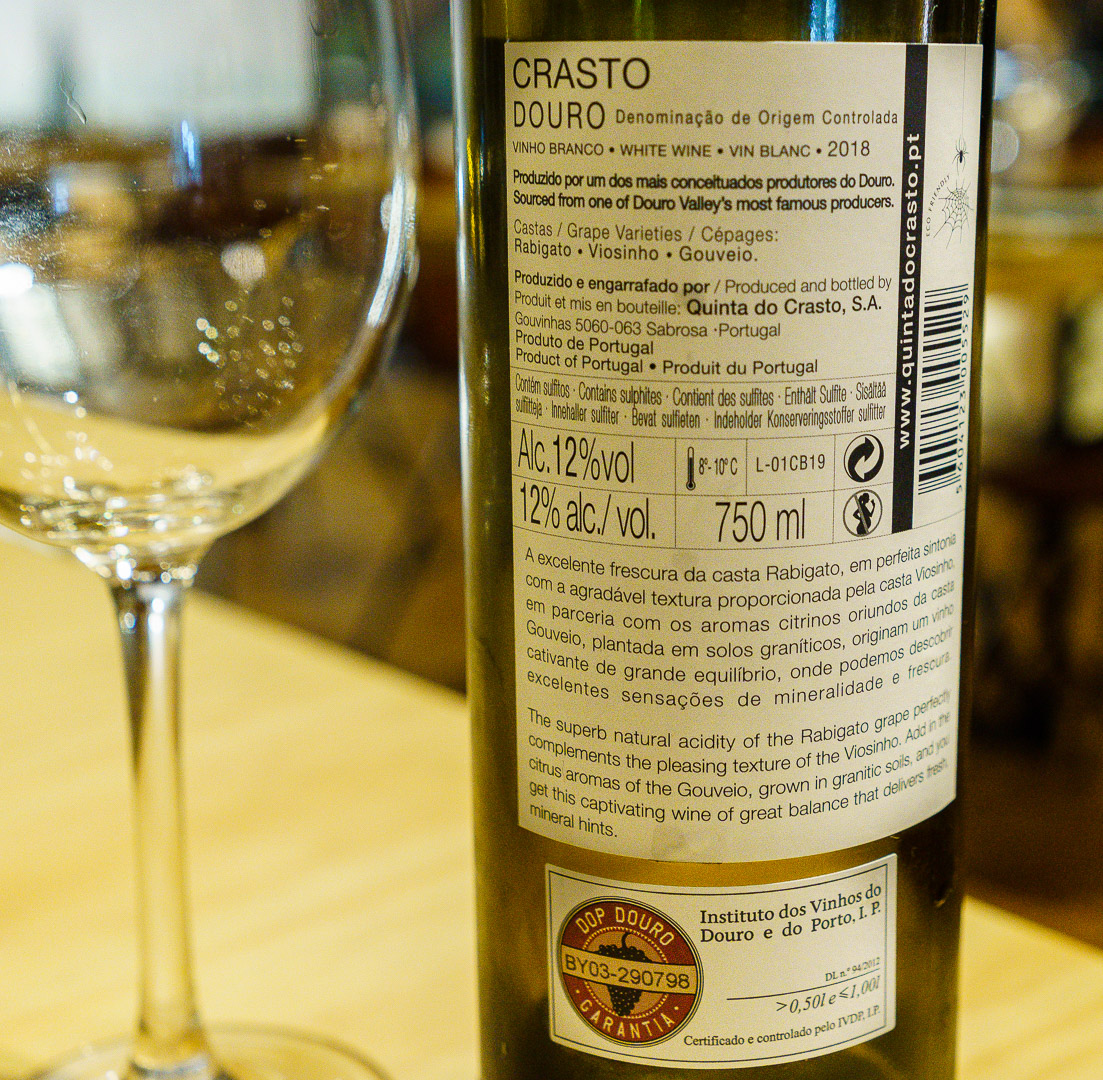 CRASTO
DOURO Denominação de Origem Controlada
VINHO BRANCO • WHITE WINE • VIN BLANC • 2018
Produzido por um dos mais conceituados produtores do Douro.
Sourced from one of Douro Valley's most famous producers.
Castas / Grape Varieties / Cépages:
Rabigato • Viosinho • Gouveio.
Produzido e engarrafado por / Produced and bottled by
Produit et mis en bouteille: Quinta do Crasto, S.A.
Gouvinhas 5060-063 Sabrosa · Portugal
Produto de Portugal
Product of Portugal • Produit du Portugal
Contém sulfitos · Contains sulphites · Contient des sulfites · Enthält Sulfite · Sisältää
sulfiitteja · Innehaller sulfiter · Bevat sulfieten · Indeholder Konserveringsstoffer sulfitter
Alc. 12%vol
8º-10ºC
L-01CB19
12% alc./ vol.
750 ml
www.quintadocrasto.pt
ECO FRIENDLY
5 604123 005529
A excelente frescura da casta Rabigato, em perfeita sintonia
com a agradável textura proporcionada pela casta Viosinho,
em parceria com os aromas citrinos oriundos da casta
Gouveio, plantada em solos graníticos, originam um vinho
cativante de grande equilíbrio, onde podemos descobrir
excelentes sensações de mineralidade e frescura.
The superb natural acidity of the Rabigato grape perfectly
complements the pleasing texture of the Viosinho. Add in the
citrus aromas of the Gouveio, grown in granitic soils, and you
get this captivating wine of great balance that delivers fresh,
mineral hints.
DOP DOURO
BY03-290798
· GARANTIA ·
Instituto dos Vinhos do
Douro e do Porto, I. P.
DL n.º 94/2012
>0,50l e ≤1,00l
Certificado e controlado pelo IVDP, I.P.